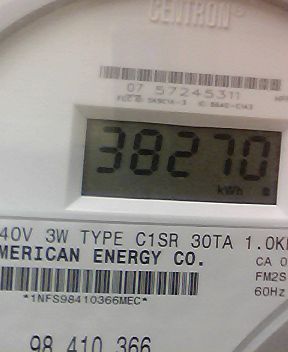 CENTRON®
07 57245311
38270
kWh
40V 3W TYPE C1SR 30TA 1.0K
MERICAN ENERGY CO.
CA 0
FM2S
60Hz
*1NFS98410366MEC*
98 410 366